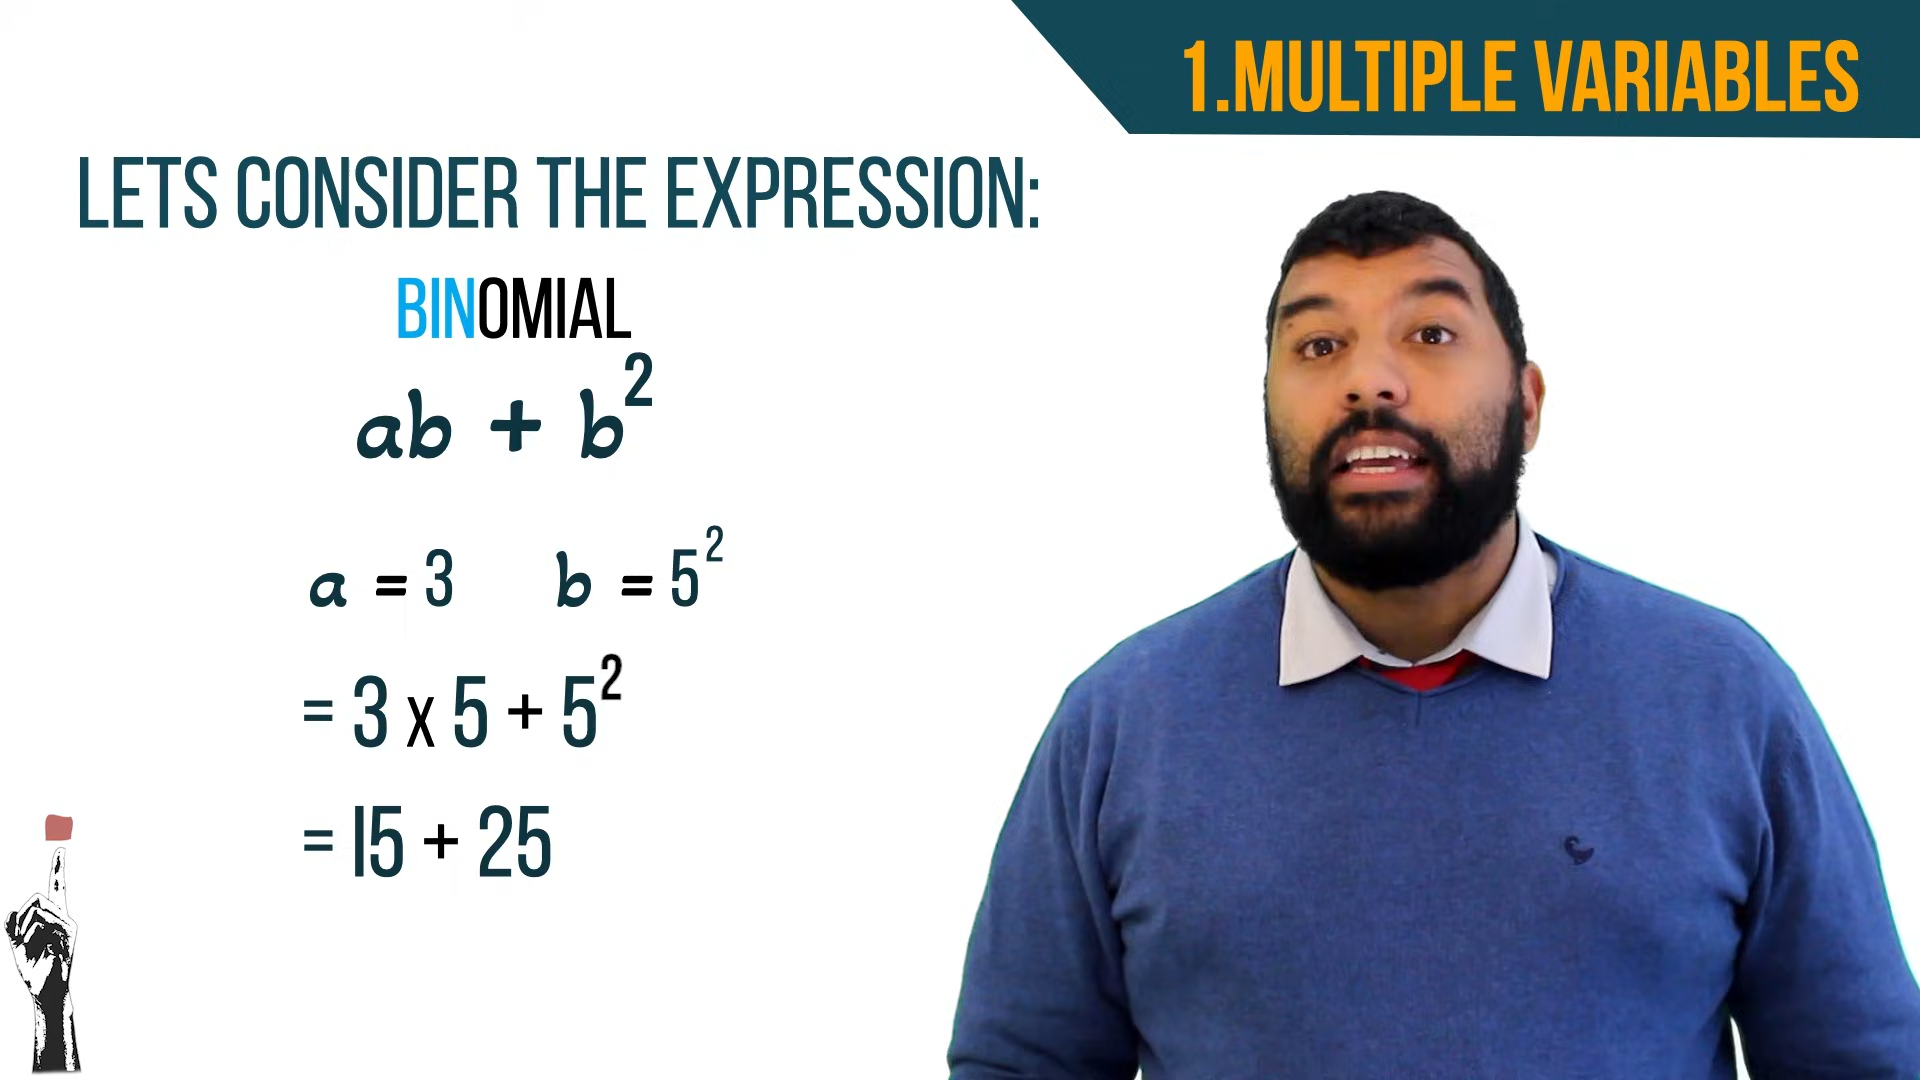 1.MULTIPLE VARIABLES
LETS CONSIDER THE EXPRESSION:
BINOMIAL
ab + b²
a = 3 b = 5²
= 3 x 5 + 5²
= 15 + 25